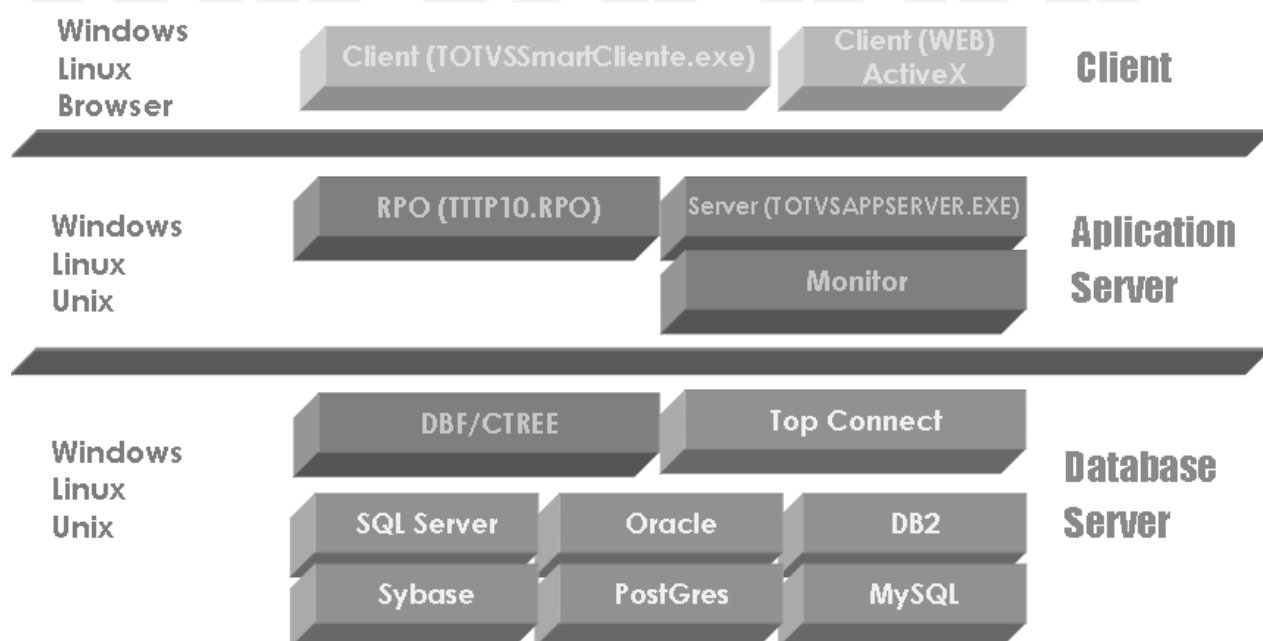 Windows
Linux
Browser
Client (TOTVSSmartCliente.exe)
Client (WEB)
ActiveX
Client
Windows
Linux
Unix
RPO (TTTP10.RPO)
Server (TOTVSAPPSERVER.EXE)
Monitor
Aplication
Server
Windows
Linux
Unix
DBF/CTREE
Top Connect
SQL Server
Oracle
DB2
Sybase
PostGres
MySQL
Database
Server